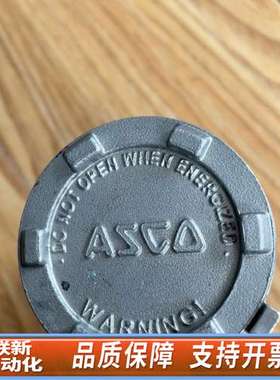 · DO NOT OPEN WHEN ENERGIZED ·
ASCO
WARNING!
联新
自动化
品质保障 支持开票